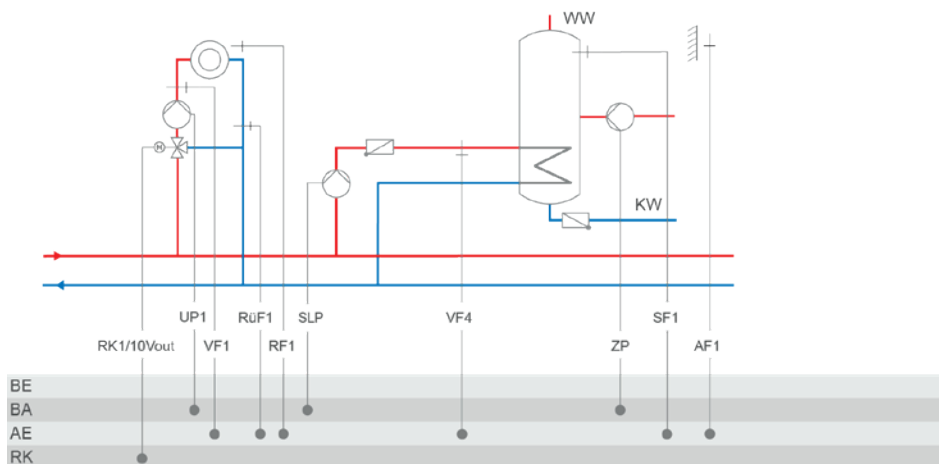 WW
M
KW
UP1 RüF1 SLP VF4 SF1
RK1/10Vout VF1 RF1 ZP AF1
BE
BA
AE
RK